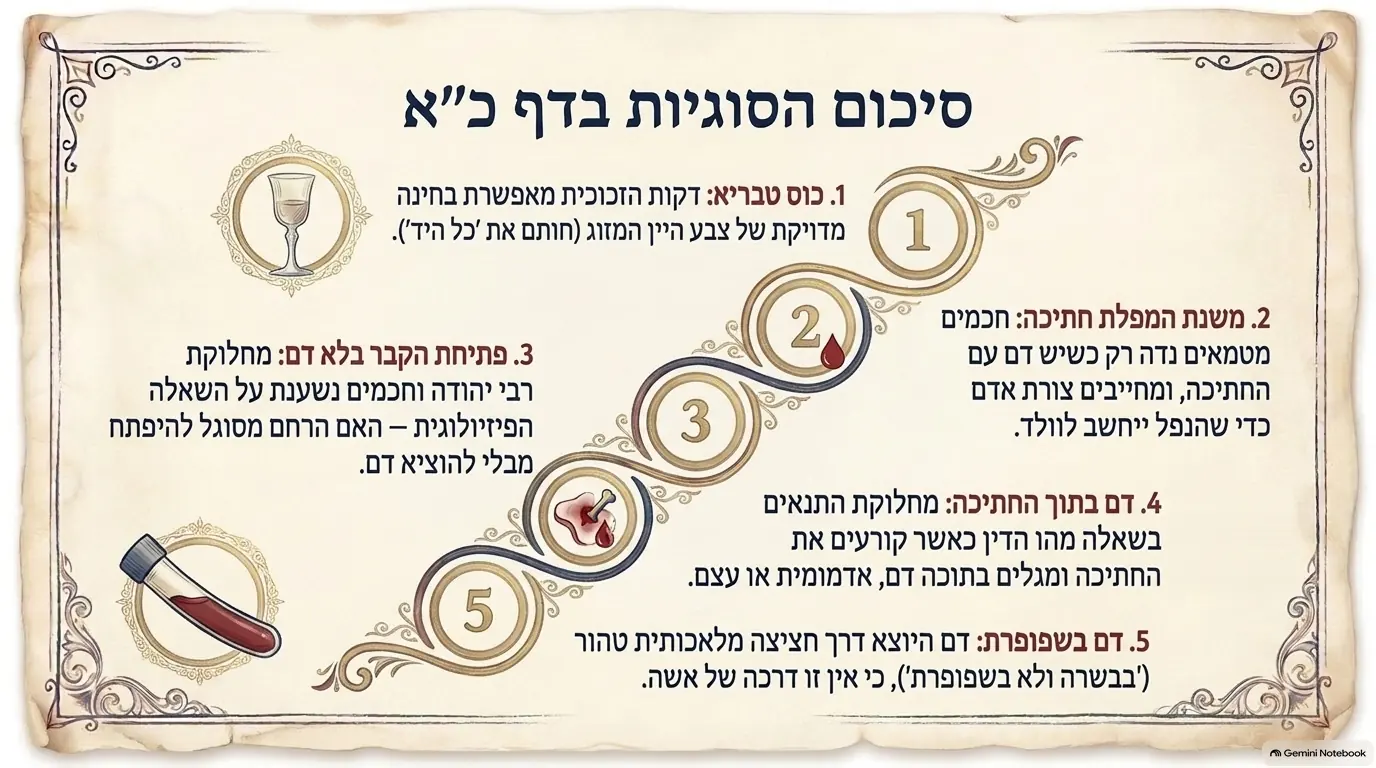 סיכום הסוגיות בדף כ"א
1. כוס טבריא: דקות הזכוכית מאפשרת בחינה
מדויקת של צבע היין המזוג (חותם את 'כל היד').
1
2. משנת המפלת חתיכה: חכמים
מטמאים נדה רק כשיש דם עם
החתיכה, ומחייבים צורת אדם
כדי שהנפל ייחשב לוולד.
2
3. פתיחת הקבר בלא דם: מחלוקת
רבי יהודה וחכמים נשענת על השאלה
הפיזיולוגית – האם הרחם מסוגל להיפתח
מבלי להוציא דם.
3
4. דם בתוך החתיכה: מחלוקת התנאים
בשאלה מהו הדין כאשר קורעים את
החתיכה ומגלים בתוכה דם, אדמומית או עצם.
5. דם בשפופרת: דם היוצא דרך חציצה מלאכותית טהור
('בבשרה ולא בשפופרת'), כי אין זו דרכה של אשה.
5
Gemini Notebook